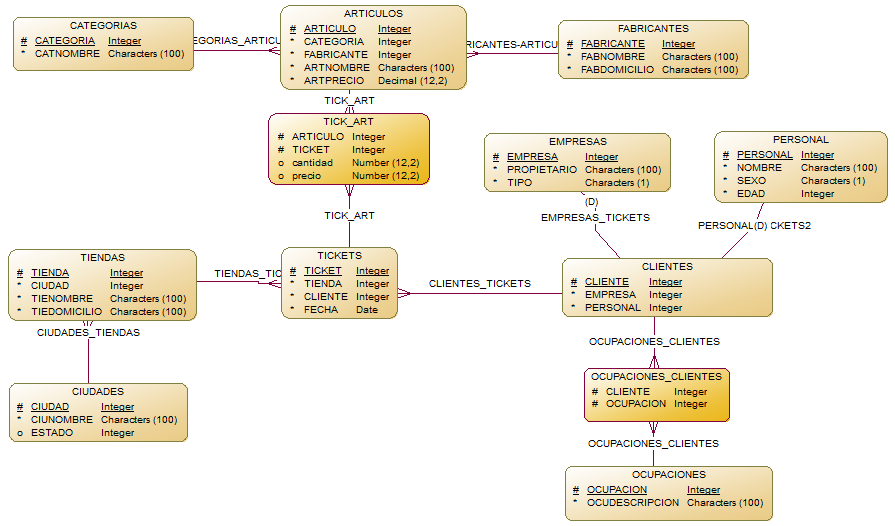 CATEGORIAS
# CATEGORIA Integer
* CATNOMBRE Characters (100)
EGORIAS_ARTICU
ARTICULOS
# ARTICULO Integer
* CATEGORIA Integer
* FABRICANTE Integer
* ARTNOMBRE Characters (100)
* ARTPRECIO Decimal (12,2)
RICANTES-ARTICU
FABRICANTES
# FABRICANTE Integer
* FABNOMBRE Characters (100)
* FABDOMICILIO Characters (100)
TICK_ART
TICK_ART
# ARTICULO Integer
# TICKET Integer
o cantidad Number (12,2)
o precio Number (12,2)
TICK_ART
EMPRESAS
# EMPRESA Integer
* PROPIETARIO Characters (100)
* TIPO Characters (1)
(D)
EMPRESAS_TICKETS
PERSONAL
# PERSONAL Integer
* NOMBRE Characters (100)
* SEXO Characters (1)
* EDAD Integer
PERSONAL(D) CKETS2
TIENDAS
# TIENDA Integer
* CIUDAD Integer
* TIENOMBRE Characters (100)
* TIEDOMICILIO Characters (100)
TIENDAS_TIC
TICKETS
# TICKET Integer
* TIENDA Integer
* CLIENTE Integer
* FECHA Date
CLIENTES_TICKETS
CLIENTES
# CLIENTE Integer
* EMPRESA Integer
* PERSONAL Integer
CIUDADES_TIENDAS
OCUPACIONES_CLIENTES
CIUDADES
# CIUDAD Integer
* CIUNOMBRE Characters (100)
o ESTADO Integer
OCUPACIONES_CLIENTES
# CLIENTE Integer
# OCUPACION Integer
OCUPACIONES_CLIENTES
OCUPACIONES
# OCUPACION Integer
* OCUDESCRIPCION Characters (100)